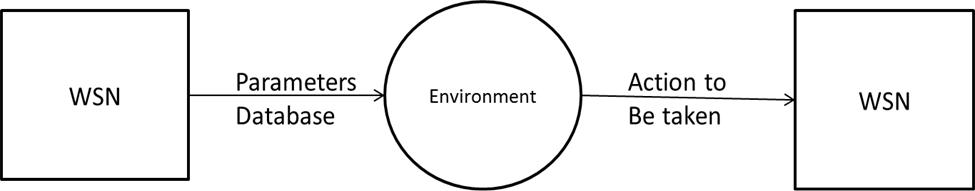 WSN
Parameters
Database
Environment
Action to
Be taken
WSN